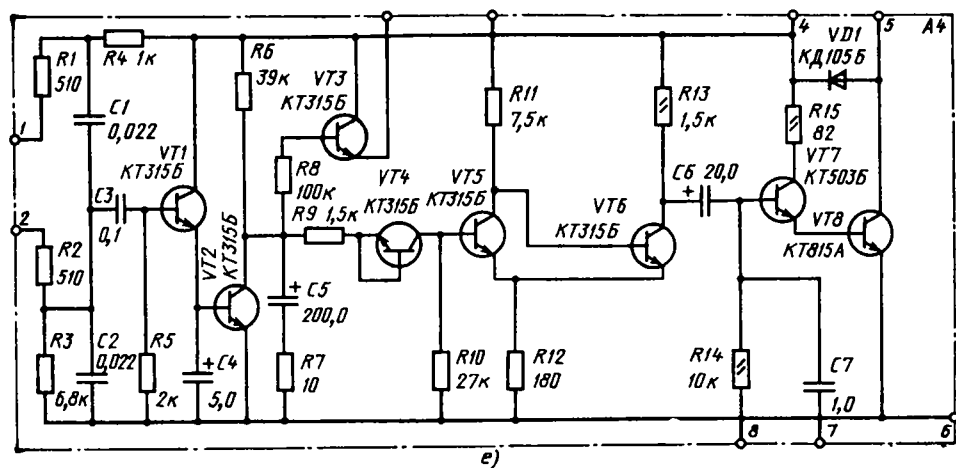 4
5
A4
R1
510
R4 1к
R6
39к
VT3
КТ315Б
R11
7,5к
R13
1,5к
VD1
КД105Б
R15
82
1
C1
0,022
VT1
КТ315Б
C3
0,1
R8
100к
R9 1,5к
VT4
КТ315Б
VT5
КТ315Б
C6 20,0
+
VT6
КТ315Б
VT7
КТ503Б
VT8
КТ815А
2
R2
510
VT2
КТ315Б
+ C5
200,0
R3
6,8к
C2
0,022
R5
2к
+ C4
5,0
R7
10
R10
27к
R12
180
R14
10к
C7
1,0
8
7
6
е)